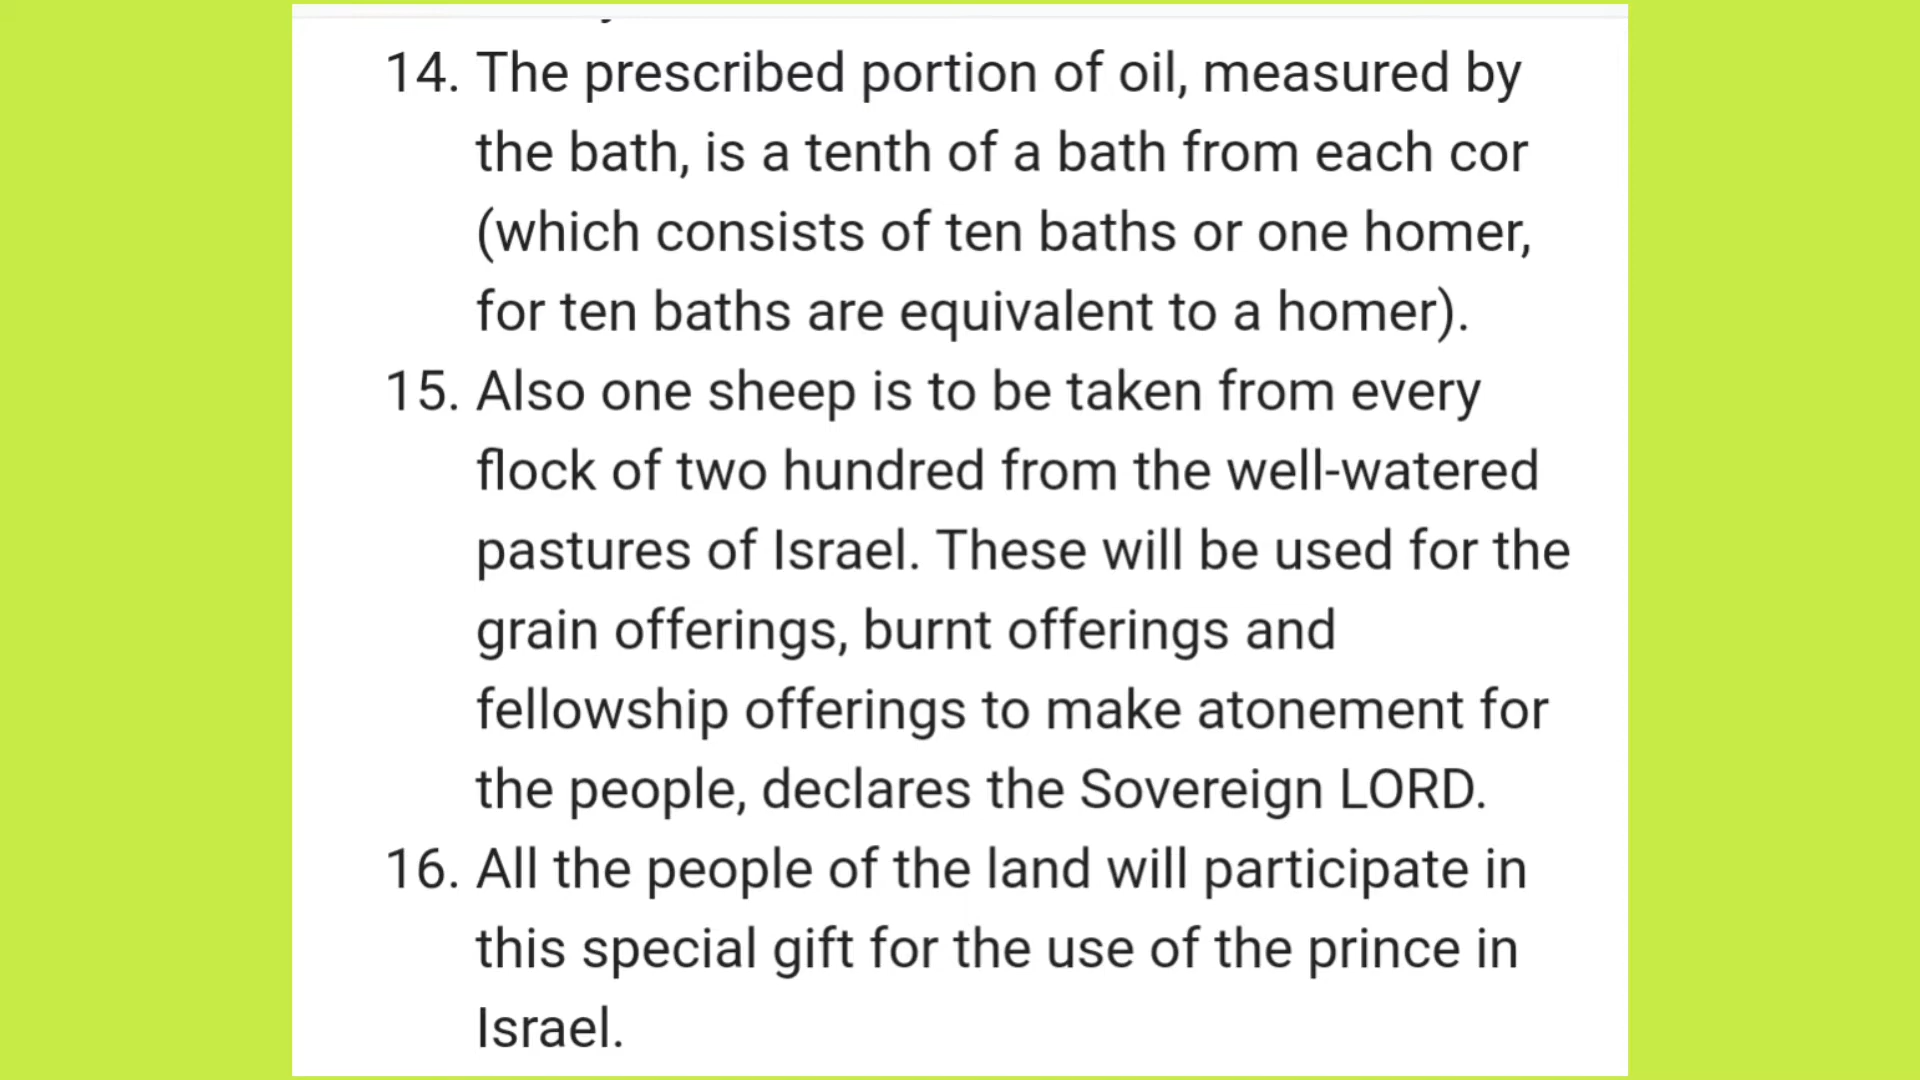 14. The prescribed portion of oil, measured by
the bath, is a tenth of a bath from each cor
(which consists of ten baths or one homer,
for ten baths are equivalent to a homer).
15. Also one sheep is to be taken from every
flock of two hundred from the well-watered
pastures of Israel. These will be used for the
grain offerings, burnt offerings and
fellowship offerings to make atonement for
the people, declares the Sovereign LORD.
16. All the people of the land will participate in
this special gift for the use of the prince in
Israel.